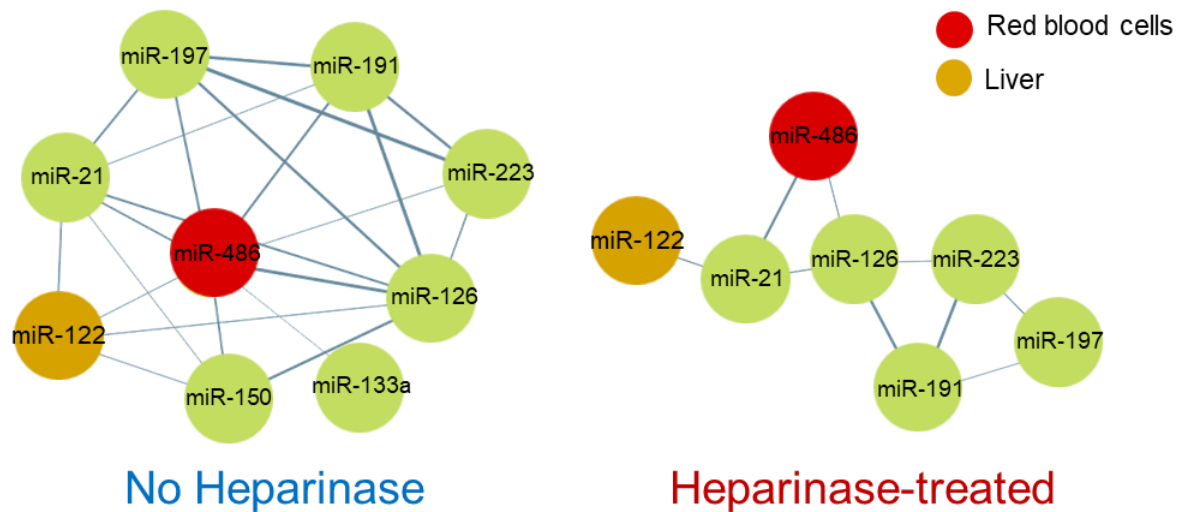 miR-197
miR-191
miR-21
miR-223
miR-486
miR-126
miR-122
miR-150
miR-133a
No Heparinase
Red blood cells
Liver
miR-486
miR-122
miR-21
miR-126
miR-223
miR-197
miR-191
Heparinase-treated